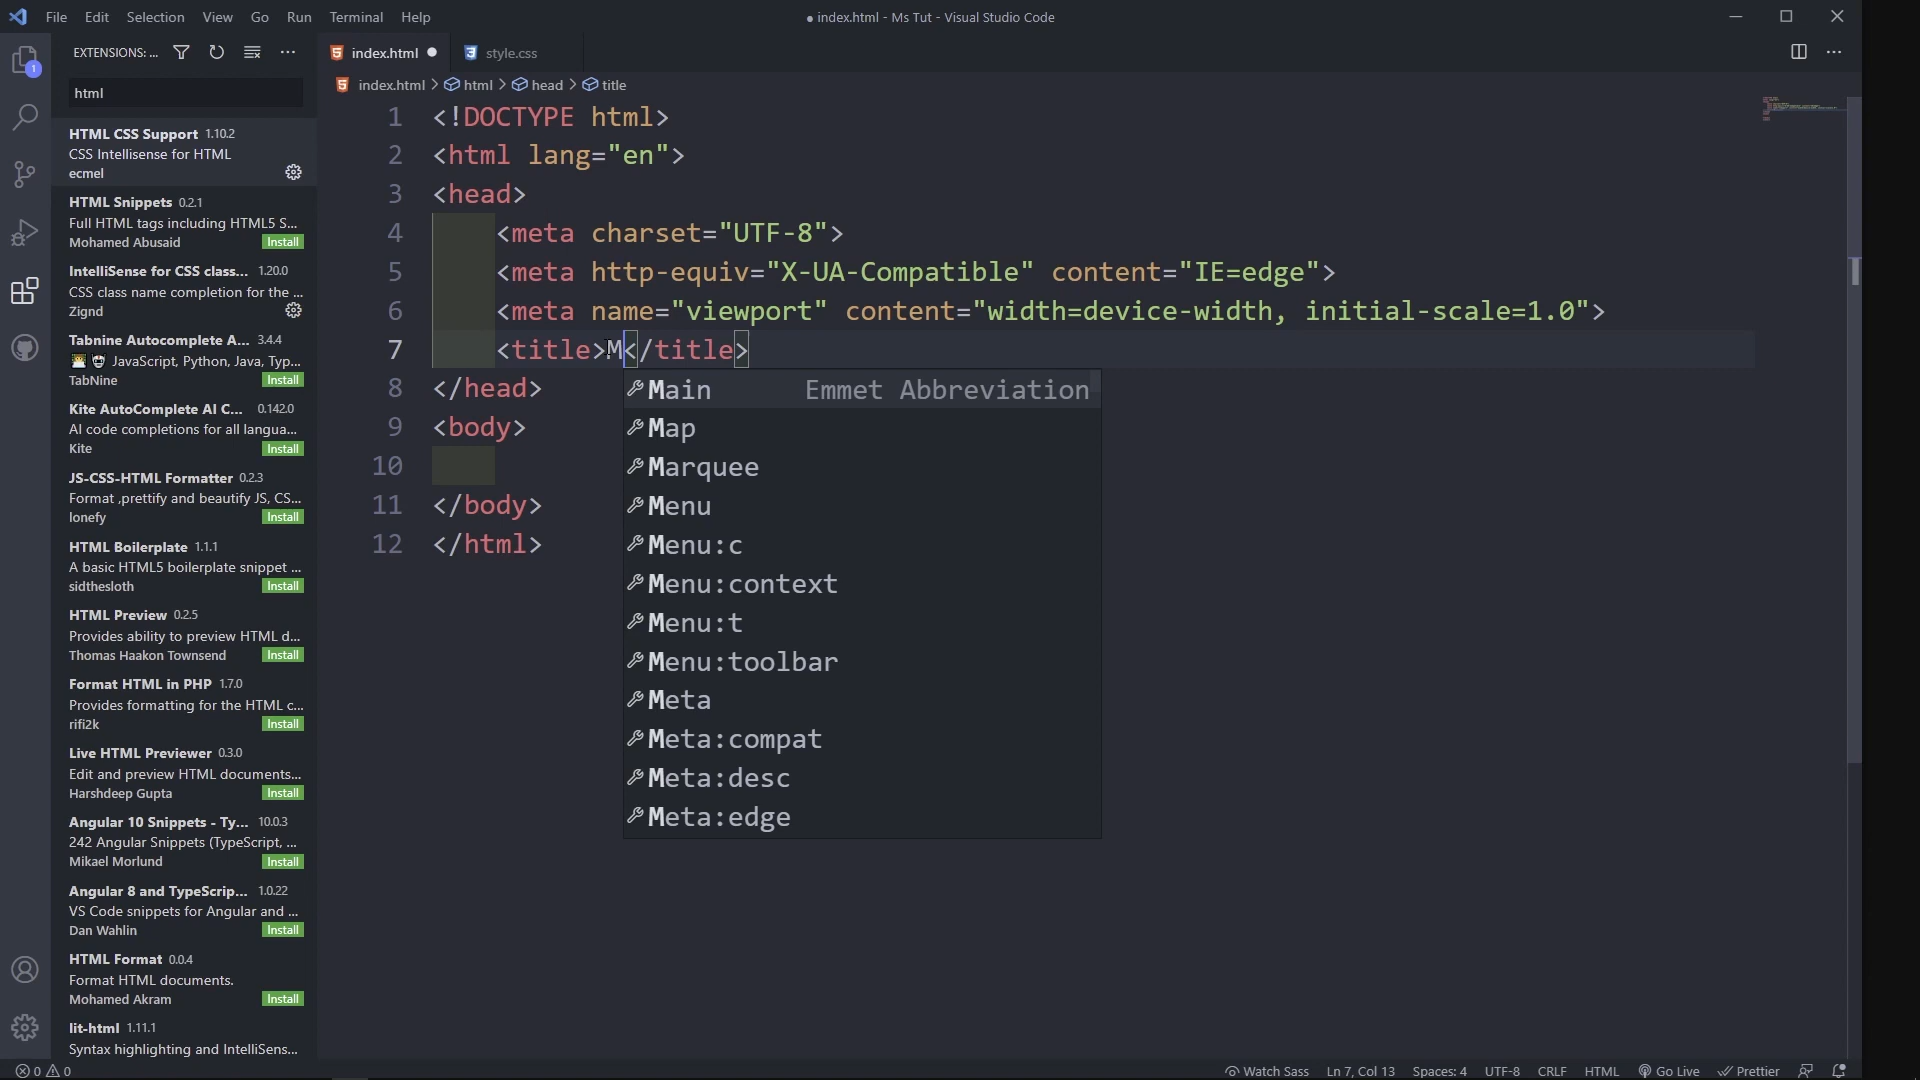 File Edit Selection View Go Run Terminal Help
● index.html - Ms Tut - Visual Studio Code
1
EXTENSIONS: ...
html
HTML CSS Support 1.10.2
CSS Intellisense for HTML
ecmel
HTML Snippets 0.2.1
Full HTML tags including HTML5 S...
Mohamed Abusaid Install
IntelliSense for CSS class... 1.20.0
CSS class name completion for the ...
Zignd
Tabnine Autocomplete A... 3.4.4
JavaScript, Python, Java, Typ...
TabNine Install
Kite AutoComplete AI C... 0.142.0
AI code completions for all langua...
Kite Install
JS-CSS-HTML Formatter 0.2.3
Format ,prettify and beautify JS, CS...
lonefy Install
HTML Boilerplate 1.1.1
A basic HTML5 boilerplate snippet ...
sidthesloth Install
HTML Preview 0.2.5
Provides ability to preview HTML d...
Thomas Haakon Townsend Install
Format HTML in PHP 1.7.0
Provides formatting for the HTML c...
rifi2k Install
Live HTML Previewer 0.3.0
Edit and preview HTML documents...
Harshdeep Gupta Install
Angular 10 Snippets - Ty... 10.0.3
242 Angular Snippets (TypeScript, ...
Mikael Morlund Install
Angular 8 and TypeScrip... 1.0.22
VS Code snippets for Angular and ...
Dan Wahlin Install
HTML Format 0.0.4
Format HTML documents.
Mohamed Akram Install
lit-html 1.11.1
Syntax highlighting and IntelliSens...
index.html ● style.css
index.html > html > head > title
1 <!DOCTYPE html>
2 <html lang="en">
3 <head>
4 <meta charset="UTF-8">
5 <meta http-equiv="X-UA-Compatible" content="IE=edge">
6 <meta name="viewport" content="width=device-width, initial-scale=1.0">
7 <title>M</title>
8 </head>
9 <body>
10
11 </body>
12 </html>
Main Emmet Abbreviation
Map
Marquee
Menu
Menu:c
Menu:context
Menu:t
Menu:toolbar
Meta
Meta:compat
Meta:desc
Meta:edge
0 0 Watch Sass Ln 7, Col 13 Spaces: 4 UTF-8 CRLF HTML Go Live Prettier